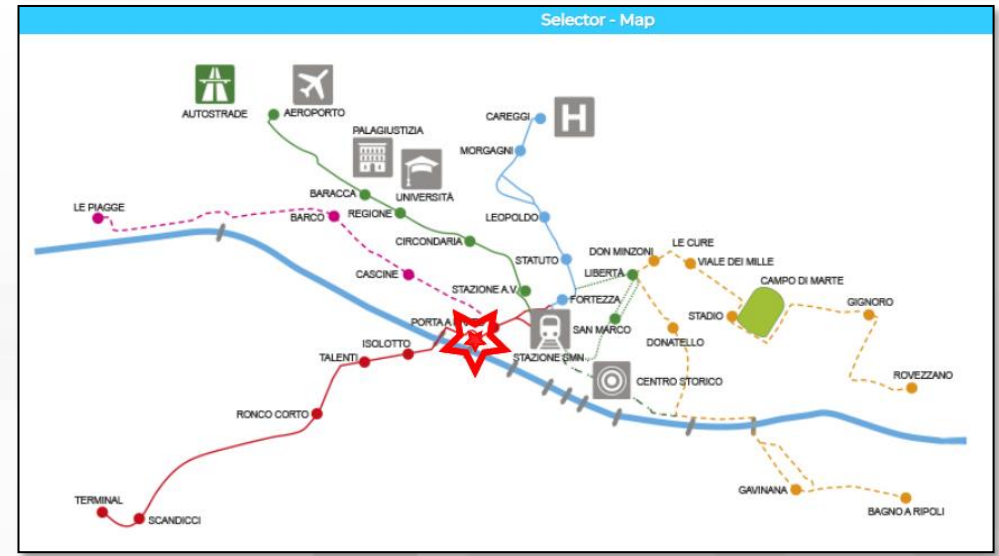 Selector - Map
AUTOSTRADE
AEROPORTO
CAREGGI
H
PALAGIUSTIZIA
MORGAGNI
BARACCA
UNIVERSITÀ
LE PIAGGE
BARCO
REGIONE
LEOPOLDO
CIRCONDARIA
DON MINZONI
LE CURE
STATUTO
VIALE DEI MILLE
CASCINE
LIBERTÀ
CAMPO DI MARTE
STAZIONE A.V.
FORTEZZA
GIGNORO
PORTA A
STADIO
SAN MARCO
ISOLOTTO
DONATELLO
TALENTI
STAZIONE SMN
ROVEZZANO
CENTRO STORICO
RONCO CORTO
GAVINANA
TERMINAL
BAGNO A RIPOLI
SCANDICCI